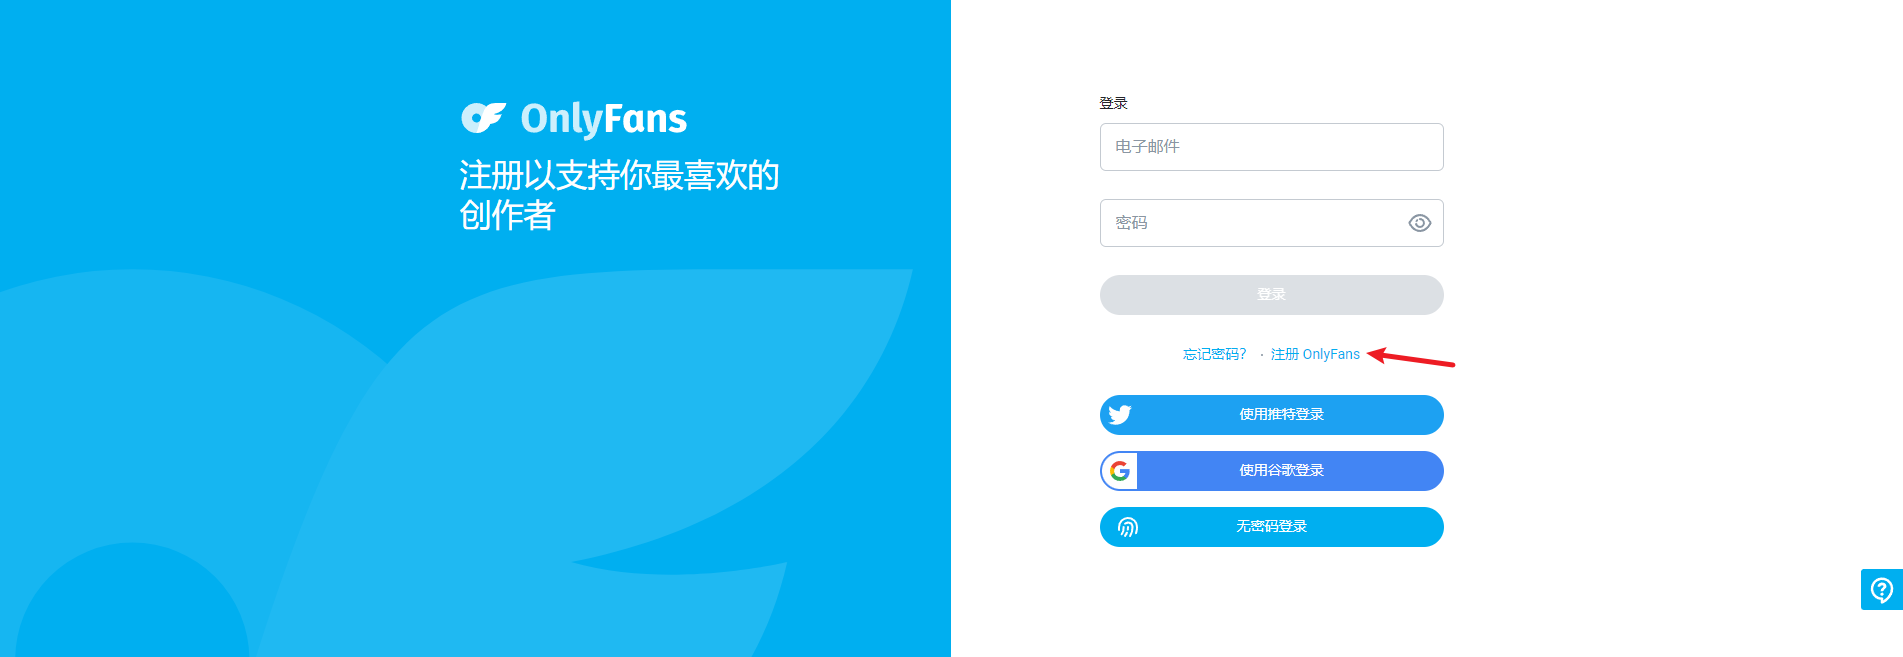 OnlyFans
注册以支持你最喜欢的
创作者
登录
电子邮件
密码
登录
忘记密码? · 注册 OnlyFans
使用推特登录
使用谷歌登录
无密码登录